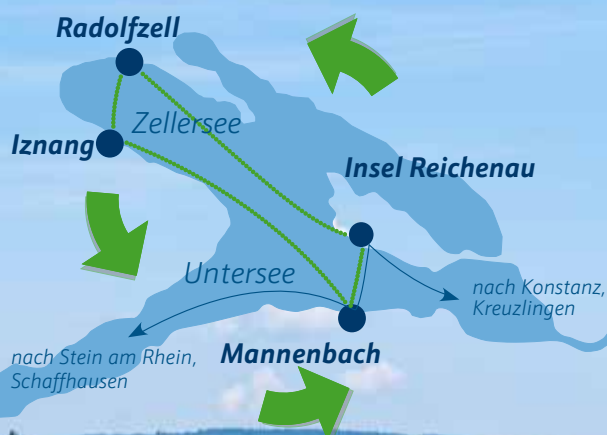 Radolfzell
Zellersee
Iznang
Insel Reichenau
Untersee
nach Konstanz,
Kreuzlingen
nach Stein am Rhein,
Schaffhausen
Mannenbach